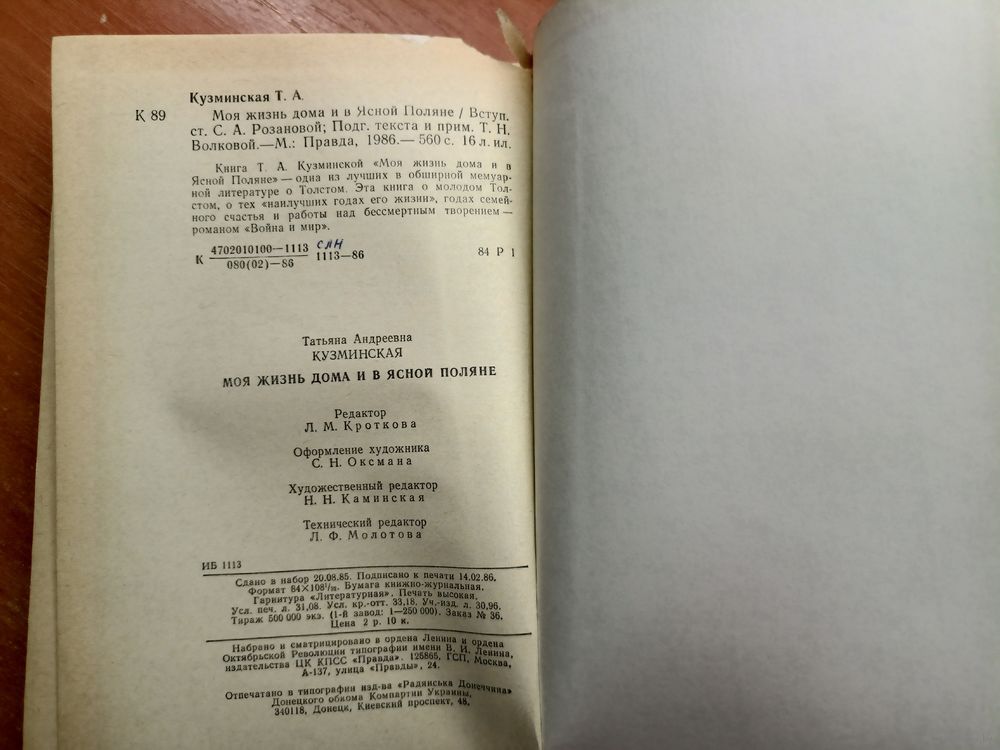 Кузминская Т. А.
К 89 Моя жизнь дома и в Ясной Поляне / Вступ.
ст. С. А. Розановой; Подг. текста и прим. Т. Н.
Волковой.—М.: Правда, 1986.— 560 с. 16 л. ил.
Книга Т. А. Кузминской «Моя жизнь дома и в
Ясной Поляне» — одна из лучших в обширной мемуар-
ной литературе о Толстом. Эта книга о молодом Тол-
стом, о тех «наилучших годах его жизни», годах семей-
ного счастья и работы над бессмертным творением —
романом «Война и мир».
К 4702010100—1113 1113—86 84 Р 1
080(02)—86
Татьяна Андреевна
КУЗМИНСКАЯ
МОЯ ЖИЗНЬ ДОМА И В ЯСНОЙ ПОЛЯНЕ
Редактор
Л. М. Кроткова
Оформление художника
С. Н. Оксмана
Художественный редактор
Н. Н. Каминская
Технический редактор
Л. Ф. Молотова
ИБ 1113
Сдано в набор 20.08.85. Подписано к печати 14.02.86.
Формат 84×108¹/₃₂. Бумага книжно-журнальная.
Гарнитура «Литературная». Печать высокая.
Усл. печ. л. 31,08. Усл. кр.-отт. 33,18. Уч.-изд. л. 30,96.
Тираж 500 000 экз. (1-й завод: 1—250 000). Заказ № 36.
Цена 2 р. 10 к.
Набрано и сматрицировано в ордена Ленина и ордена
Октябрьской Революции типографии имени В. И. Ленина,
издательства ЦК КПСС «Правда». 125865, ГСП, Москва,
А-137, улица «Правды», 24.
Отпечатано в типографии изд-ва «Радянська Донеччина»
Донецкого обкома Компартии Украины,
340118, Донецк, Киевский проспект, 48.